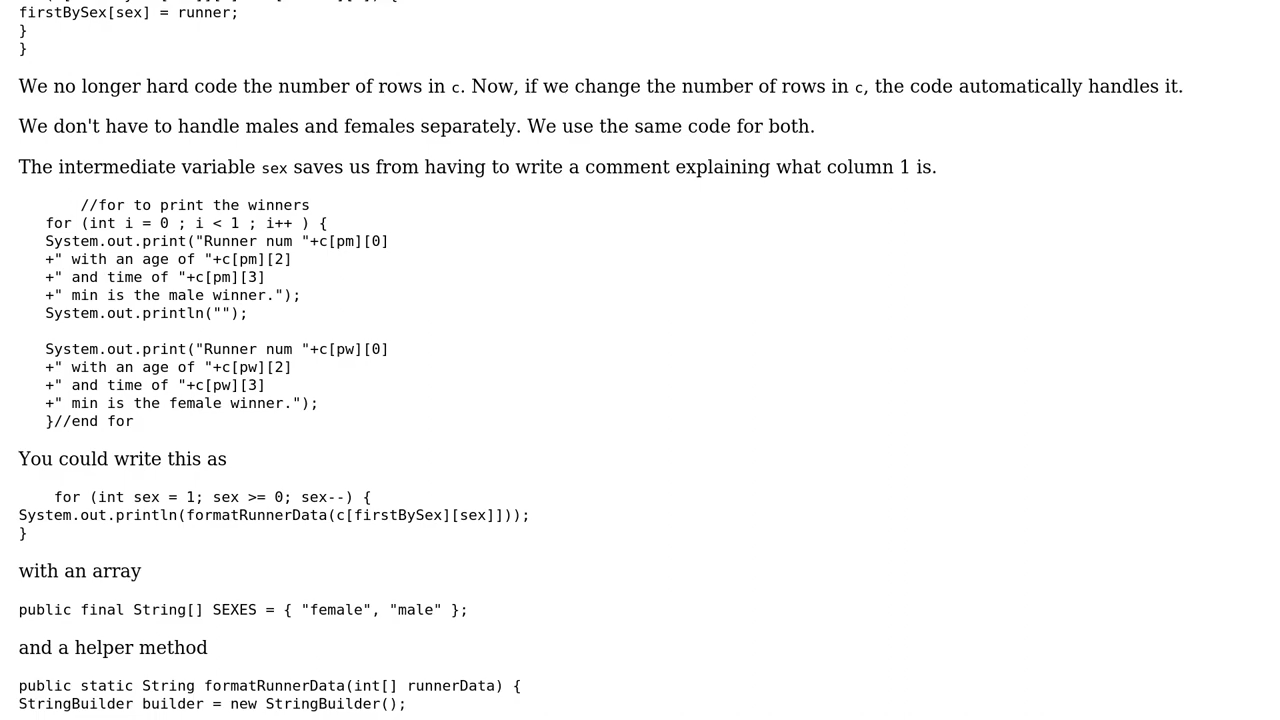 firstBySex[sex] = runner;
}
}
We no longer hard code the number of rows in c. Now, if we change the number of rows in c, the code automatically handles it.
We don't have to handle males and females separately. We use the same code for both.
The intermediate variable sex saves us from having to write a comment explaining what column 1 is.
//for to print the winners
for (int i = 0 ; i < 1 ; i++ ) {
System.out.print("Runner num "+c[pm][0]
+" with an age of "+c[pm][2]
+" and time of "+c[pm][3]
+" min is the male winner.");
System.out.println("");
System.out.print("Runner num "+c[pw][0]
+" with an age of "+c[pw][2]
+" and time of "+c[pw][3]
+" min is the female winner.");
}//end for
You could write this as
for (int sex = 1; sex >= 0; sex--) {
System.out.println(formatRunnerData(c[firstBySex][sex]]));
}
with an array
public final String[] SEXES = { "female", "male" };
and a helper method
public static String formatRunnerData(int[] runnerData) {
StringBuilder builder = new StringBuilder();